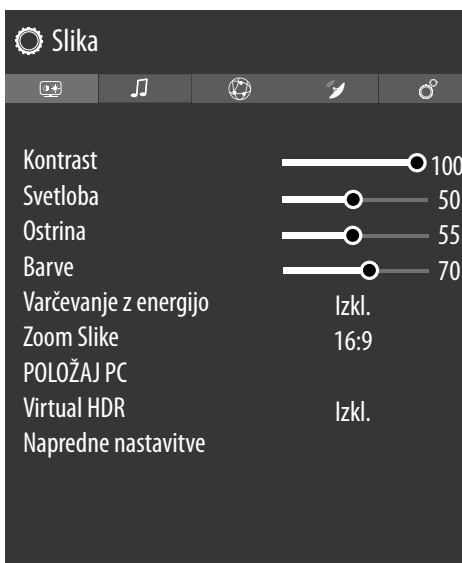 Slika
Kontrast 100
Svetloba 50
Ostrina 55
Barve 70
Varčevanje z energijo Izkl.
Zoom Slike 16:9
POLOŽAJ PC
Virtual HDR Izkl.
Napredne nastavitve